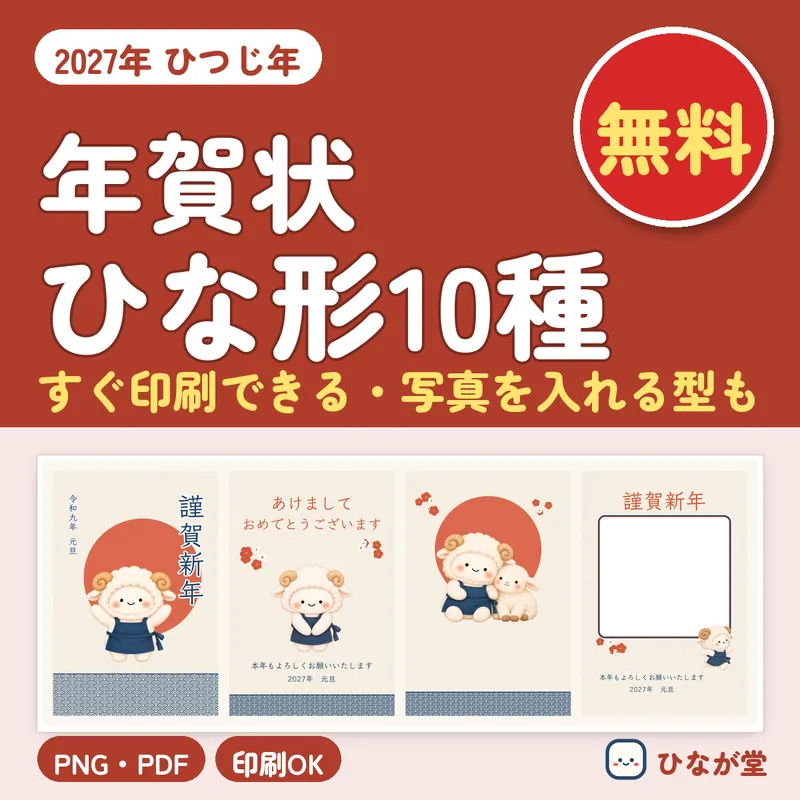 2027年 ひつじ年
無料
年賀状
ひな形10種
すぐ印刷できる・写真を入れる型も
令和九年 元旦
謹賀新年
あけまして
おめでとうございます
本年もよろしくお願いいたします
2027年 元旦
謹賀新年
本年もよろしくお願いいたします
2027年 元旦
PNG・PDF
印刷OK
ひなが堂